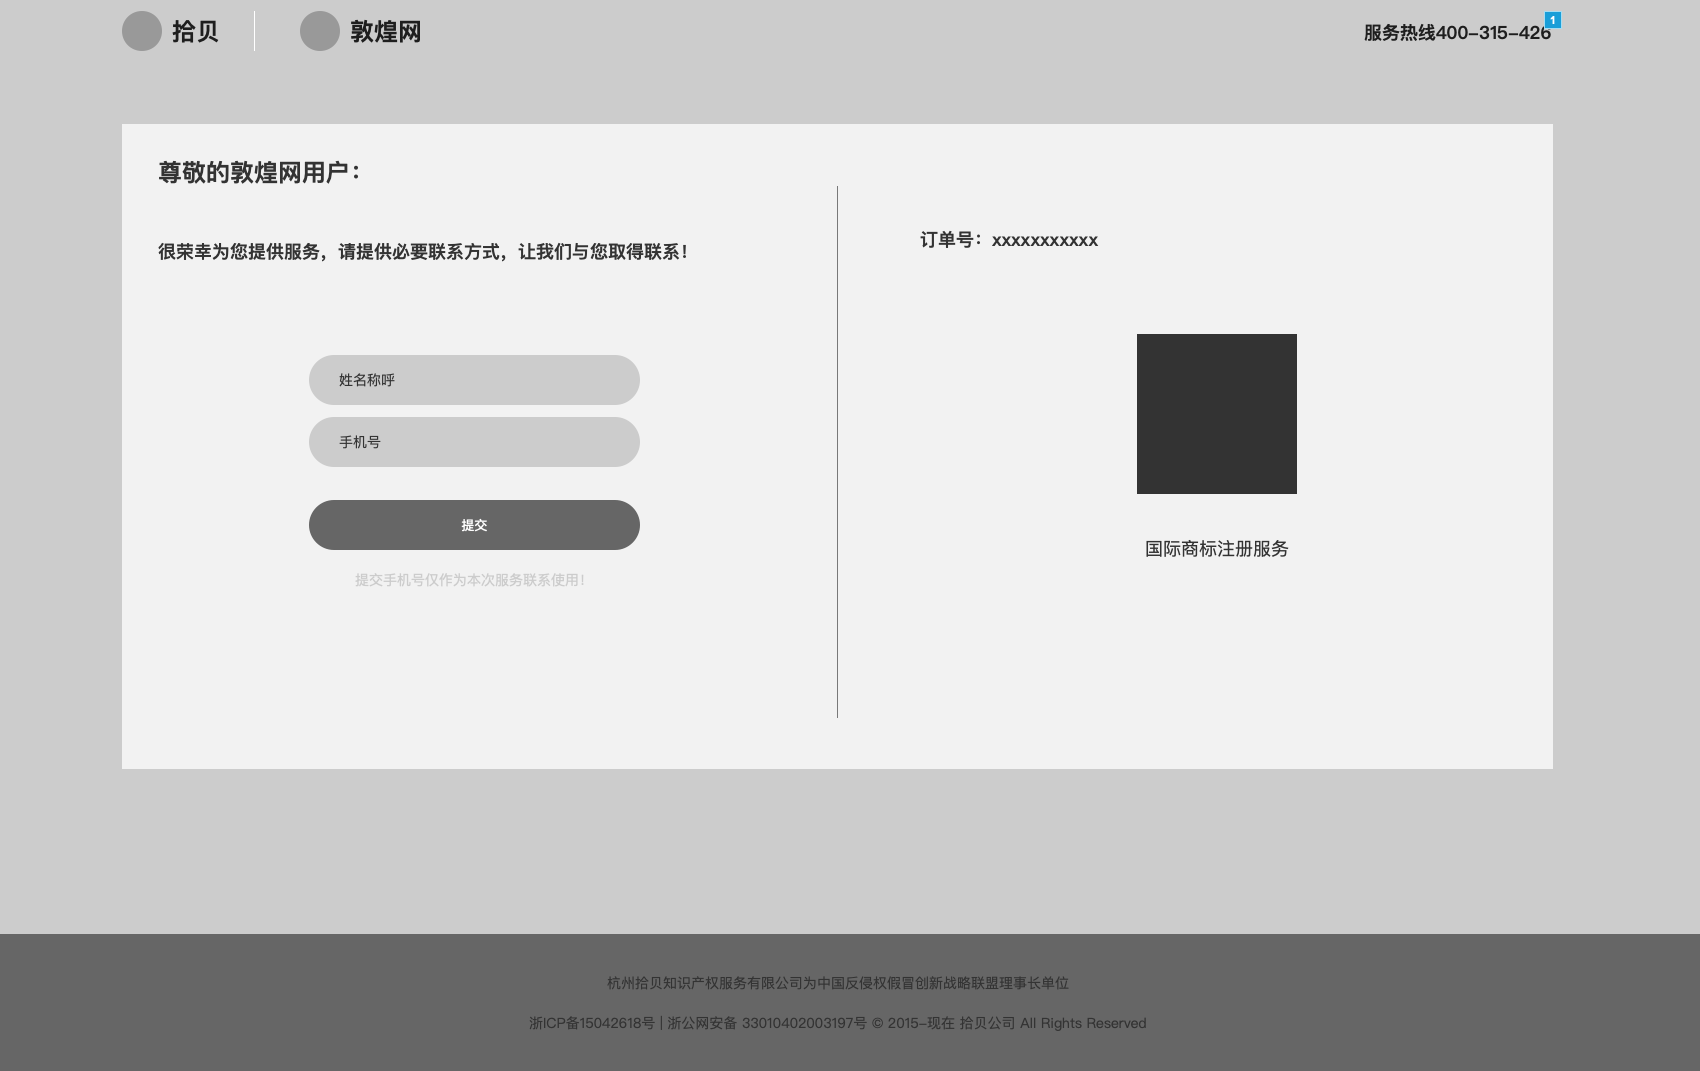 拾贝
敦煌网
服务热线400-315-426
1
尊敬的敦煌网用户：
很荣幸为您提供服务，请提供必要联系方式，让我们与您取得联系！
姓名称呼
手机号
提交
提交手机号仅作为本次服务联系使用！
订单号：xxxxxxxxxxx
国际商标注册服务
杭州拾贝知识产权服务有限公司为中国反侵权假冒创新战略联盟理事长单位
浙ICP备15042618号 | 浙公网安备 33010402003197号 © 2015-现在 拾贝公司 All Rights Reserved